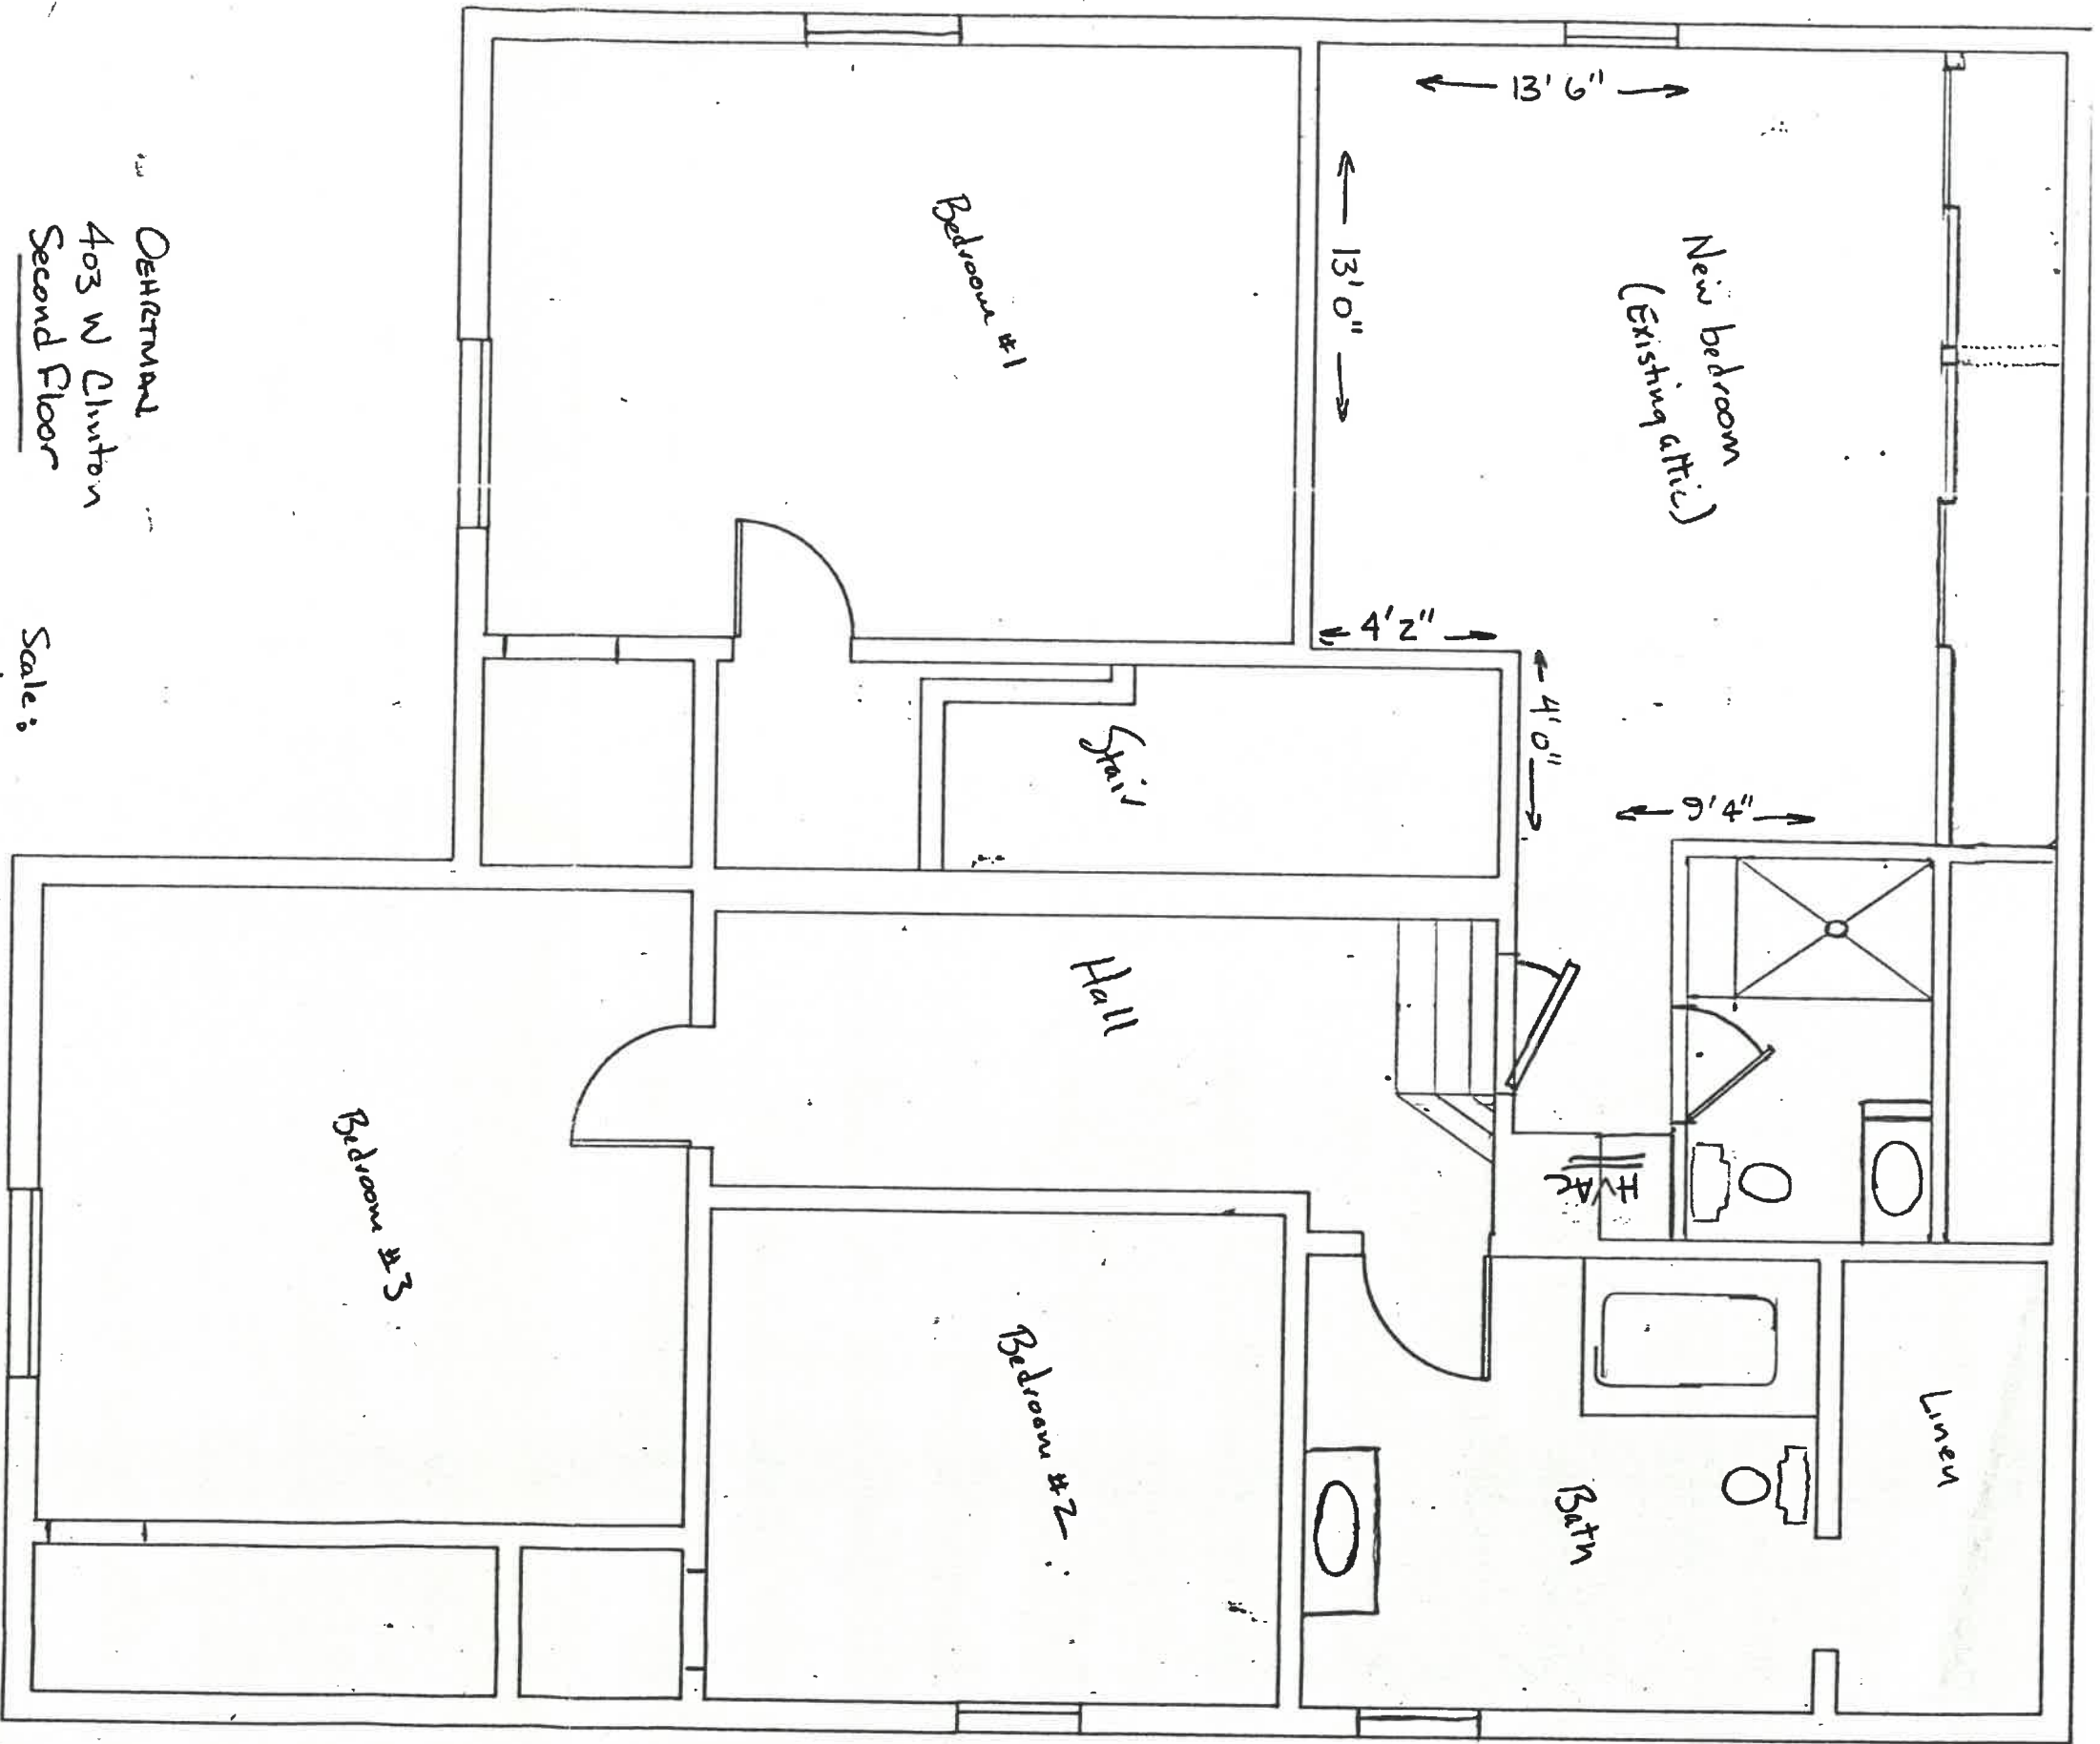 New bedroom
(Existing attic)
13'6"
13'0"
4'2"
4'0"
9'4"
Bedroom #1
Stair
Hall
Linen
Bath
Bedroom #2
Bedroom #3
OEHRTMAN
403 W Clinton
Second Floor
Scale: